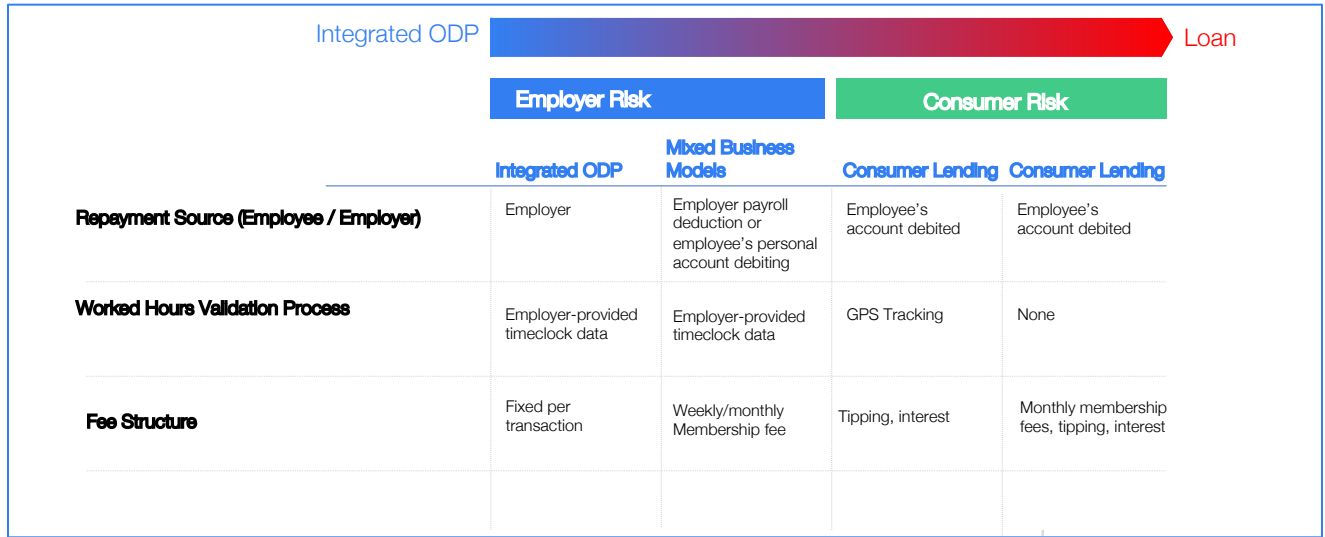 Integrated ODP
Loan
Employer Risk
Consumer Risk
Integrated ODP
Mixed Business
Models
Consumer Lending
Consumer Lending
Repayment Source (Employee / Employer)
Employer
Employer payroll
deduction or
employee's personal
account debiting
Employee's
account debited
Employee's
account debited
Worked Hours Validation Process
Employer-provided
timeclock data
Employer-provided
timeclock data
GPS Tracking
None
Fee Structure
Fixed per
transaction
Weekly/monthly
Membership fee
Tipping, interest
Monthly membership
fees, tipping, interest